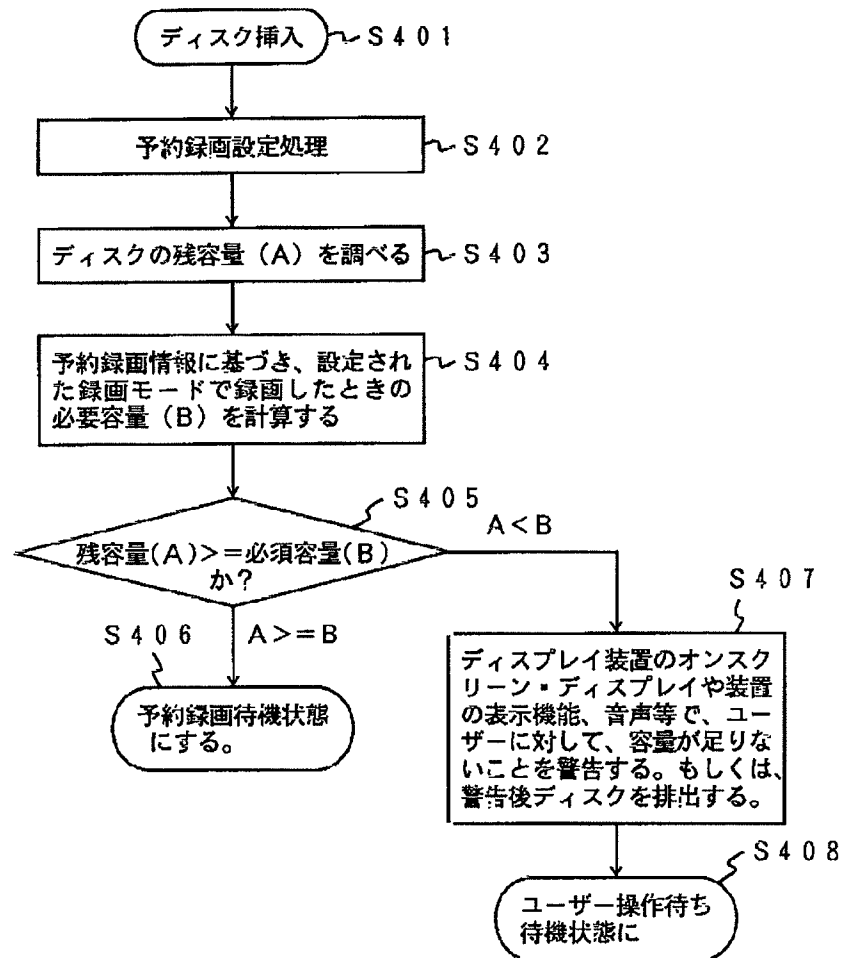 ディスク挿入
S401
予約録画設定処理
S402
ディスクの残容量(A)を調べる
S403
予約録画情報に基づき、設定され
た録画モードで録画したときの
必要容量(B)を計算する
S404
S405
残容量(A)>=必須容量(B)
か?
A<B
S406
A>=B
予約録画待機状態
にする。
S407
ディスプレイ装置のオンスク
リーン・ディスプレイや装置
の表示機能、音声等で、ユー
ザーに対して、容量が足りな
いことを警告する。もしくは、
警告後ディスクを排出する。
S408
ユーザー操作待ち
待機状態に